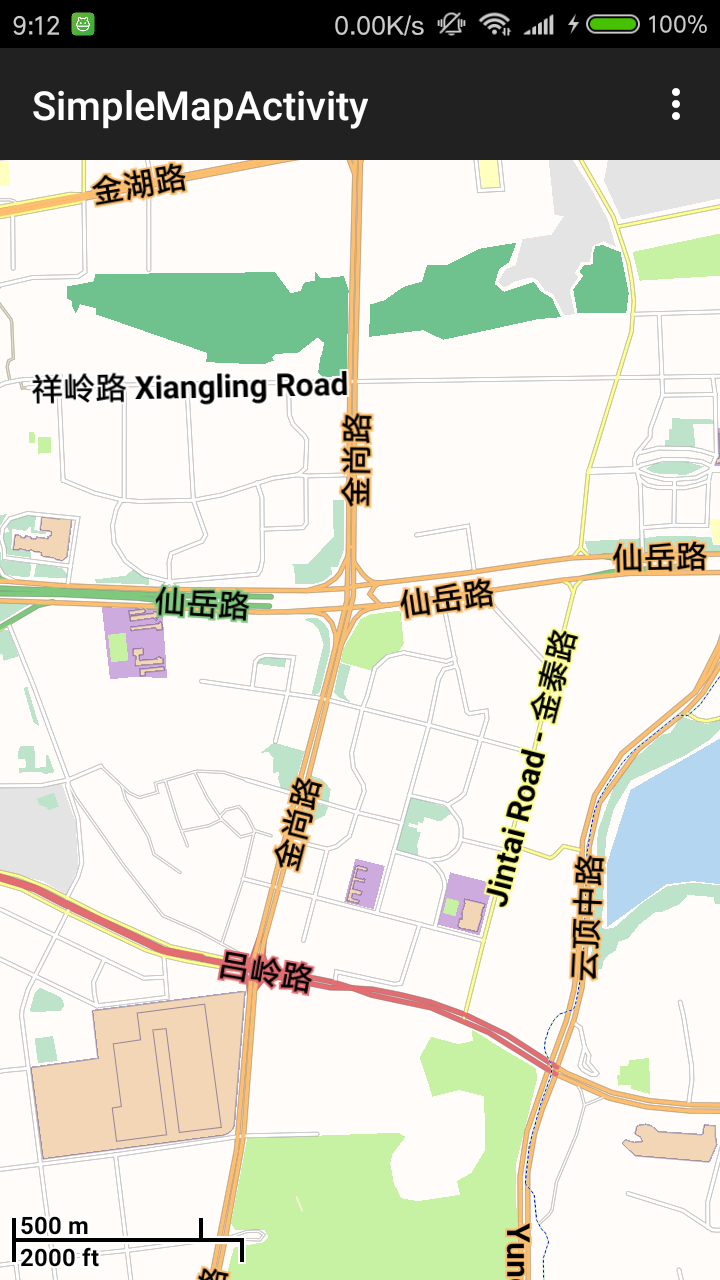 9:12
0.00K/s
100%
SimpleMapActivity
金湖路
祥岭路 Xiangling Road
金尚路
仙岳路
仙岳路
仙岳路
Jintai Road - 金泰路
金尚路
云顶中路
吕岭路
500 m
2000 ft
路
Yun